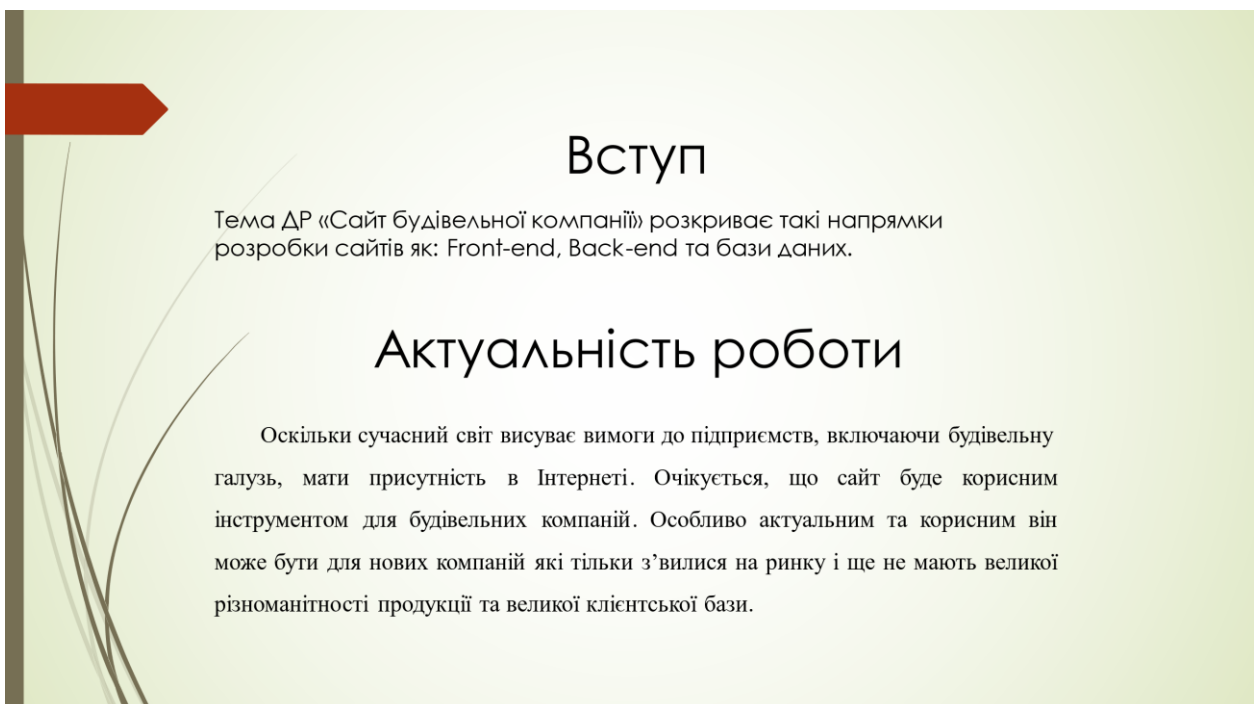 Вступ
Тема ДР «Сайт будівельної компанії» розкриває такі напрямки
розробки сайтів як: Front-end, Back-end та бази даних.
Актуальність роботи
Оскільки сучасний світ висуває вимоги до підприємств, включаючи будівельну
галузь, мати присутність в Інтернеті. Очікується, що сайт буде корисним
інструментом для будівельних компаній. Особливо актуальним та корисним він
може бути для нових компаній які тільки з’вилися на ринку і ще не мають великої
різноманітності продукції та великої клієнтської бази.